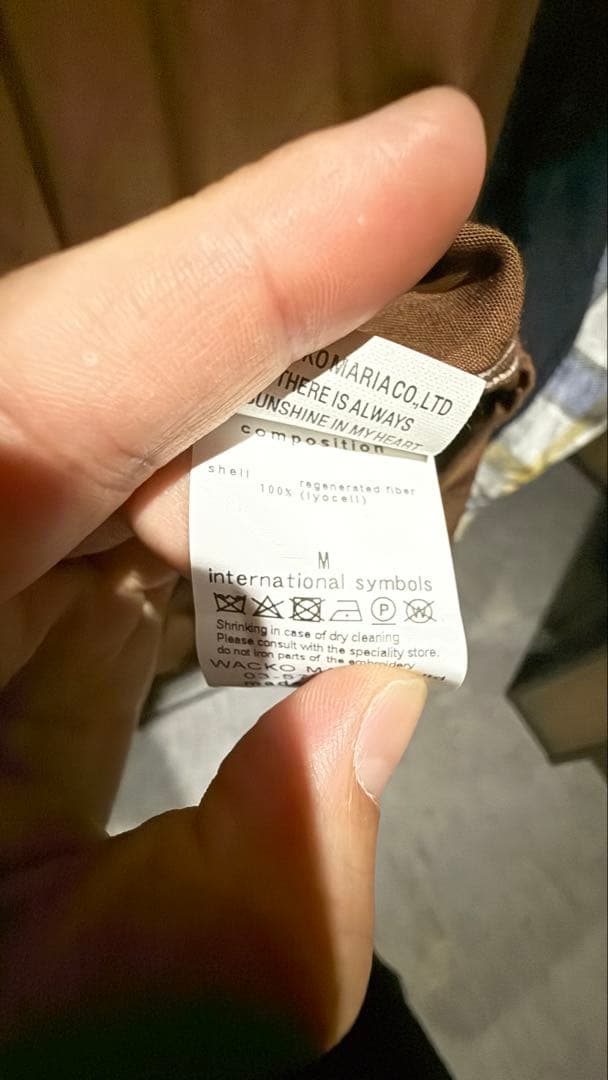 MARIA CO.,LTD
THERE IS ALWAYS
SUNSHINE IN MY HEART
composition
shell
100% regenerated fiber
(lyocell)
M
international symbols
P W
Shrinking in case of dry cleaning
Please consult with the speciality store.
do not iron parts of the embroidery
WACKO